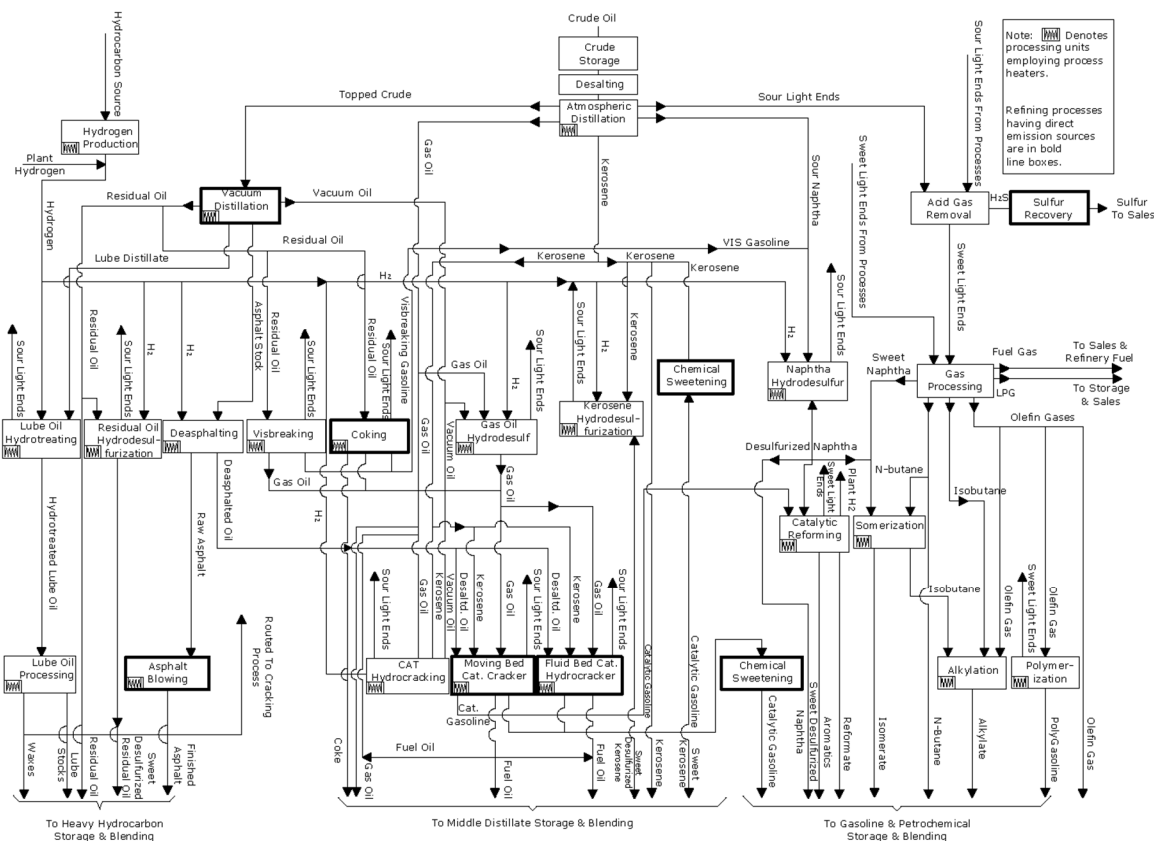 Crude Oil
Crude
Storage
Desalting
Atmospheric
Distillation
Topped Crude
Sour Light Ends
Hydrocarbon Source
Hydrogen
Production
Plant
Hydrogen
Hydrogen
Note: Denotes
processing units
employing process
heaters.
Refining processes
having direct
emission sources
are in bold
line boxes.
Sour Light Ends From Processes
Sweet Light Ends From Processes
Gas Oil
Kerosene
Sour Naphtha
Residual Oil
Vacuum
Distillation
Vacuum Oil
Acid Gas
Removal
H₂S
Sulfur
Recovery
Sulfur
To Sales
Residual Oil
Lube Distillate
VIS Gasoline
Kerosene
Kerosene
Kerosene
H₂
Sweet Light Ends
Sour Light Ends
Residual Oil
Sour Light Ends
H₂
H₂
Asphalt Stock
Residual Oil
Sour Light Ends
Residual Oil
Sour Light Ends
Visbreaking Gasoline
Gas Oil
H₂
Sour Light Ends
Sour Light Ends
H₂
Kerosene
Chemical
Sweetening
H₂
Sour Light Ends
Naphtha
Hydrodesulfur
Sweet
Naphtha
Gas
Processing
Fuel Gas
LPG
To Sales &
Refinery Fuel
To Storage
& Sales
Olefin Gases
Lube Oil
Hydrotreating
Residual Oil
Hydrodesul-
furization
Deasphalting
Visbreaking
Coking
Gas Oil
Hydrodesulf
Kerosene
Hydrodesul-
furization
Gas Oil
Vacuum Oil
Desulfurized Naphtha
N-butane
Isobutane
Gas Oil
Gas Oil
Deasphalted Oil
Raw Asphalt
Hydrotreated Lube Oil
H₂
Sweet Light
Ends
Plant H2
Catalytic
Reforming
Somerization
Sour Light Ends
Gas Oil
Kerosene
Vacuum Oil
Desaltd. Oil
Kerosene
Gas Oil
Sour Light Ends
Desaltd. Oil
Kerosene
Gas Oil
Sour Light Ends
Isobutane
Olefin Gas
Sweet Light Ends
Olefin Gas
Lube Oil
Processing
Asphalt
Blowing
Routed To Cracking
Process
CAT
Hydrocracking
Moving Bed
Cat. Cracker
Fluid Bed Cat.
Hydrocracker
Catalytic Gasoline
Catalytic Gasoline
Chemical
Sweetening
Alkylation
Polymer-
ization
Cat.
Gasoline
Fuel Oil
Waxes
Lube
Stocks
Residual Oil
Desulfurized
Residual Oil
Sweet
Finished
Asphalt
Coke
Gas Oil
Fuel Oil
Fuel Oil
Sweet
Desulfurized
Kerosene
Kerosene
Sweet
Kerosene
Catalytic Gasoline
Sweet Desulfurized
Naphtha
Aromatics
Reformate
Isomerate
N-Butane
Alkylate
PolyGasoline
Olefin Gas
To Heavy Hydrocarbon
Storage & Blending
To Middle Distillate Storage & Blending
To Gasoline & Petrochemical
Storage & Blending